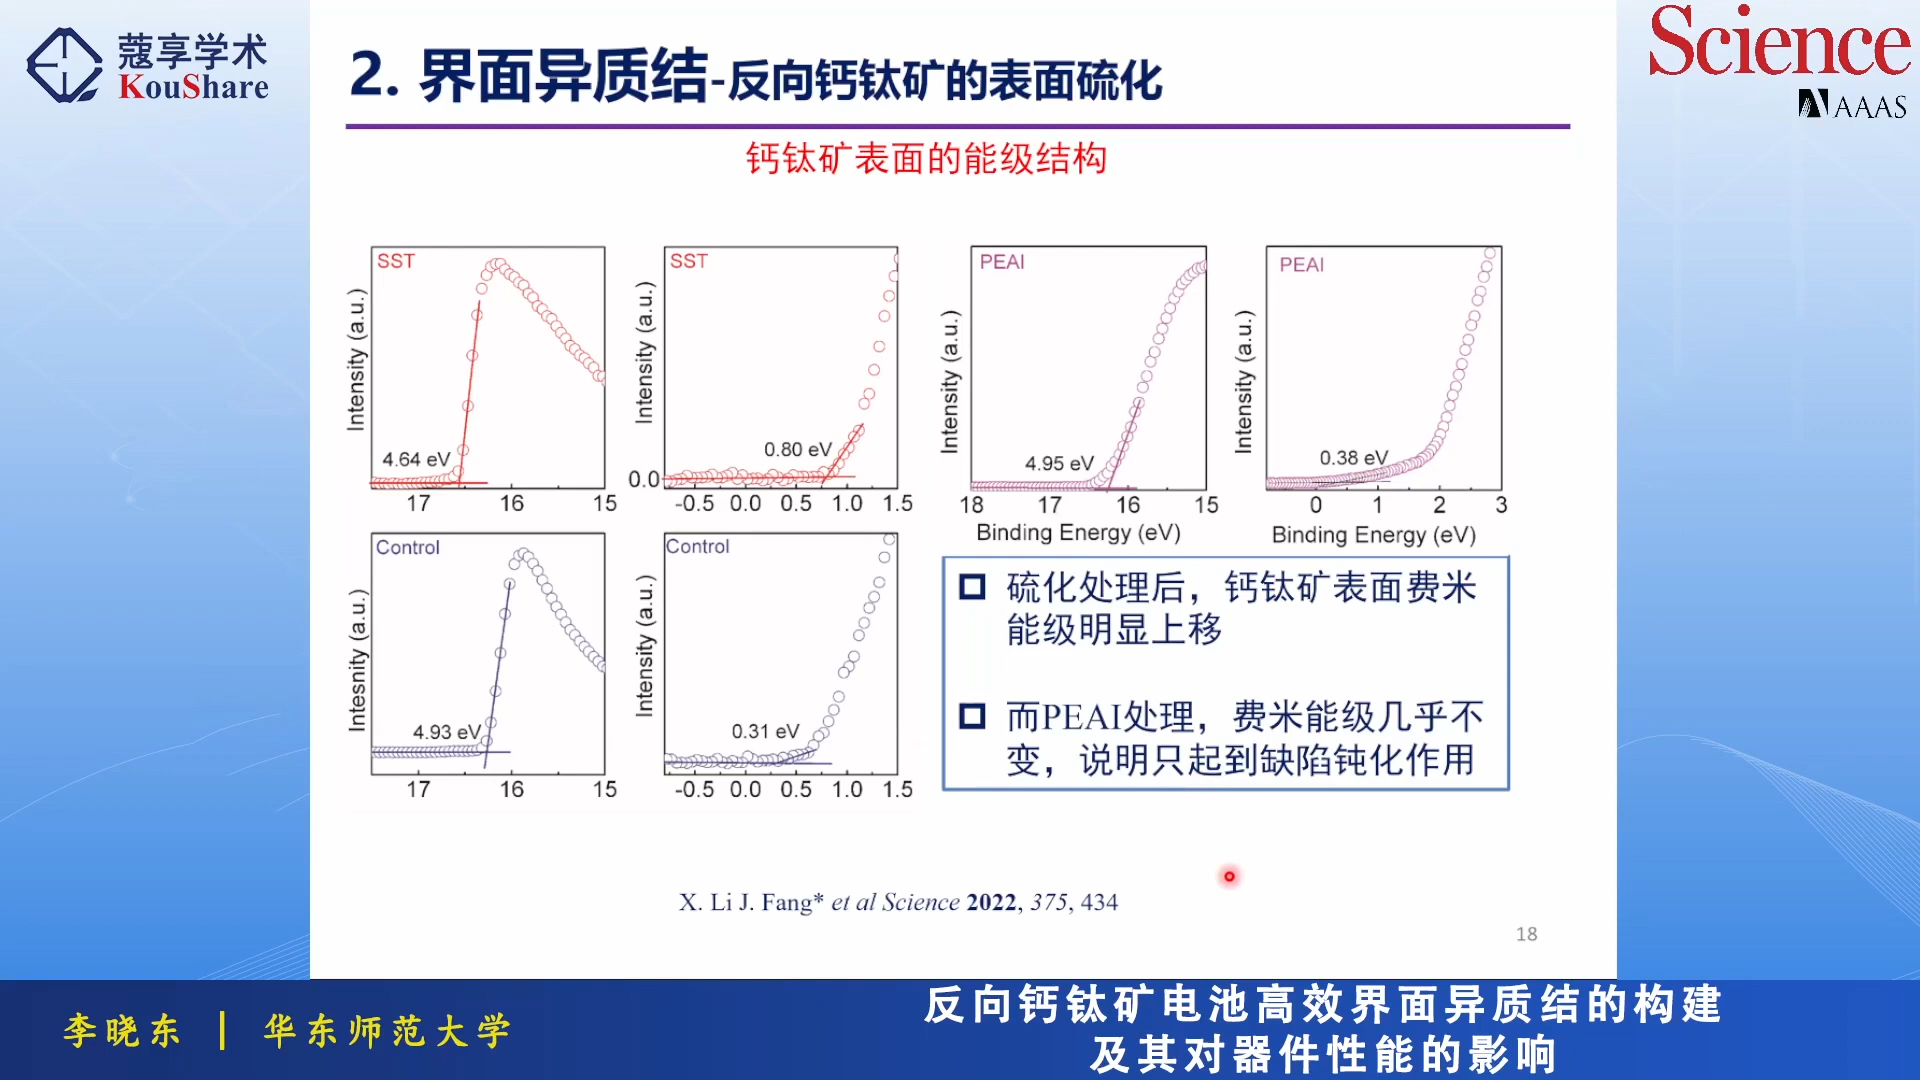 蔻享学术
KouShare
Science
AAAS
2. 界面异质结-反向钙钛矿的表面硫化
钙钛矿表面的能级结构
SST
Intensity (a.u.)
4.64 eV
17 16 15
SST
Intensity (a.u.)
0.0
0.80 eV
-0.5 0.0 0.5 1.0 1.5
PEAI
Intensity (a.u.)
4.95 eV
18 17 16 15
Binding Energy (eV)
PEAI
Intensity (a.u.)
0.38 eV
0 1 2 3
Binding Energy (eV)
Control
Intesnity (a.u.)
4.93 eV
17 16 15
Control
Intensity (a.u.)
0.31 eV
-0.5 0.0 0.5 1.0 1.5
硫化处理后，钙钛矿表面费米
能级明显上移
而PEAI处理，费米能级几乎不
变，说明只起到缺陷钝化作用
X. Li J. Fang* et al Science 2022, 375, 434
18
李晓东 | 华东师范大学
反向钙钛矿电池高效界面异质结的构建
及其对器件性能的影响